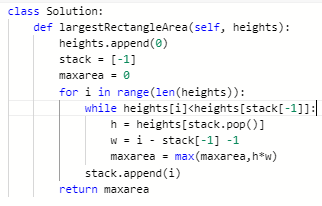 class Solution:
    def largestRectangleArea(self, heights):
        heights.append(0)
        stack = [-1]
        maxarea = 0
        for i in range(len(heights)):
            while heights[i]<heights[stack[-1]]:
                h = heights[stack.pop()]
                w = i - stack[-1] -1
                maxarea = max(maxarea,h*w)
            stack.append(i)
        return maxarea